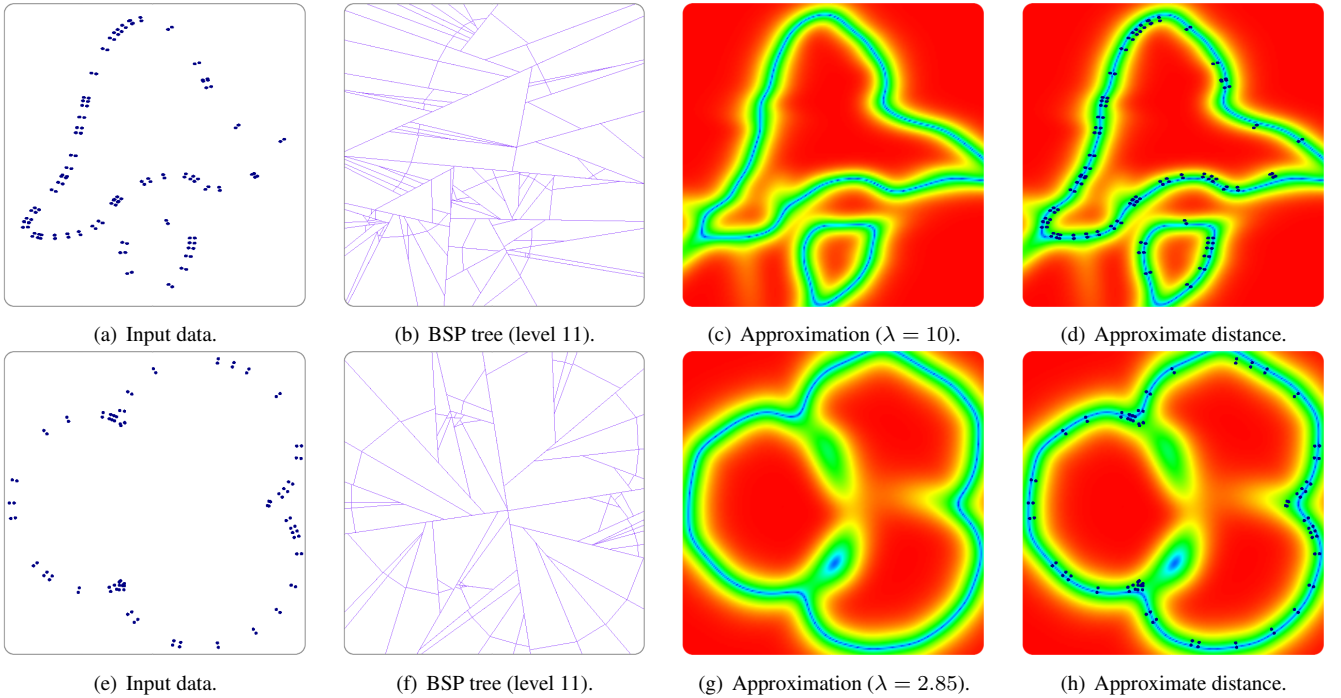 (a) Input data.
(b) BSP tree (level 11).
(c) Approximation (λ = 10).
(d) Approximate distance.
(e) Input data.
(f) BSP tree (level 11).
(g) Approximation (λ = 2.85).
(h) Approximate distance.